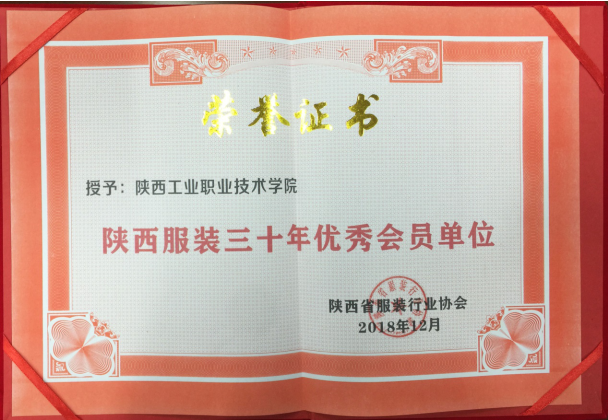 荣誉证书
授予：陕西工业职业技术学院
陕西服装三十年优秀会员单位
陕西省服装行业协会
2018年12月